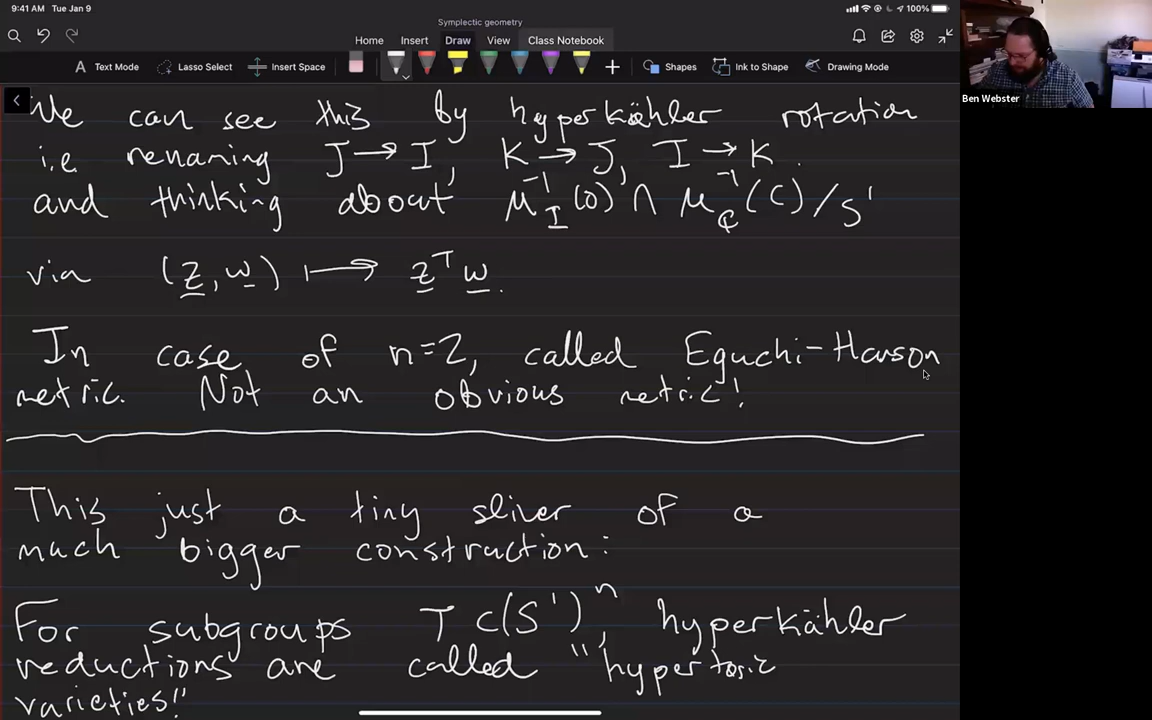 9:41 AM Tue Jan 9
100%
Symplectic geometry
Home Insert Draw View Class Notebook
Text Mode Lasso Select Insert Space Shapes Ink to Shape Drawing Mode
Ben Webster
We can see this by hyperkähler rotation
i.e renaming J→I, K→J, I→K.
and thinking about μ_I^{-1}(0) ∩ μ_ℂ^{-1}(C)/S¹
via (z, w) ↦ z^T w.
In case of n=2, called Eguchi-Hanson
metric. Not an obvious metric!
This just a tiny sliver of a
much bigger construction:
For subgroups T ⊂ (S¹)ⁿ, hyperkähler
reductions are called "hypertoric
varieties"